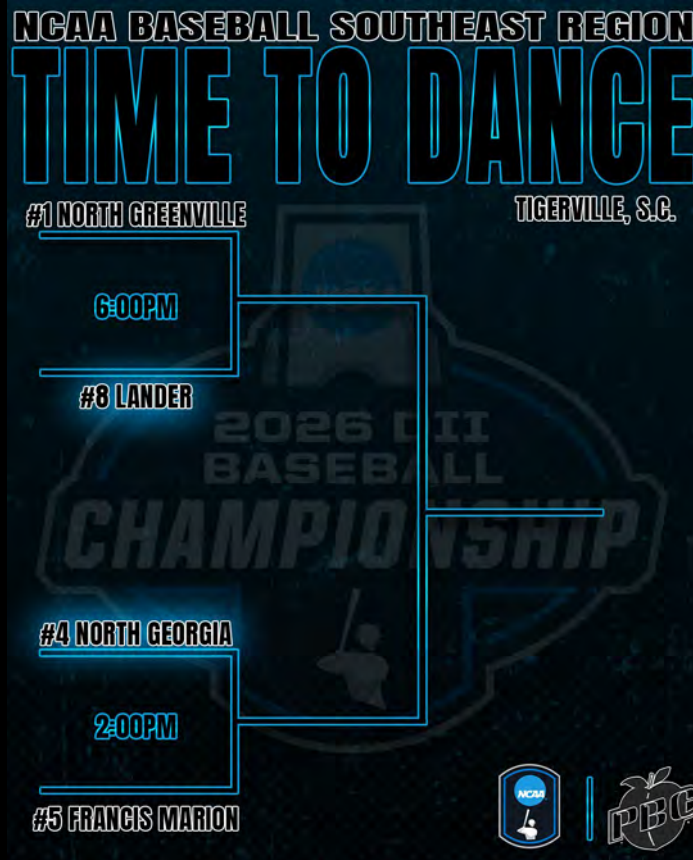 NCAA BASEBALL SOUTHEAST REGION
TIME TO DANCE
#1 NORTH GREENVILLE
TIGERVILLE, S.C.
6:00PM
#8 LANDER
2026 DII
BASEBALL
CHAMPIONSHIP
#4 NORTH GEORGIA
2:00PM
#5 FRANCIS MARION
NCAA
PBC